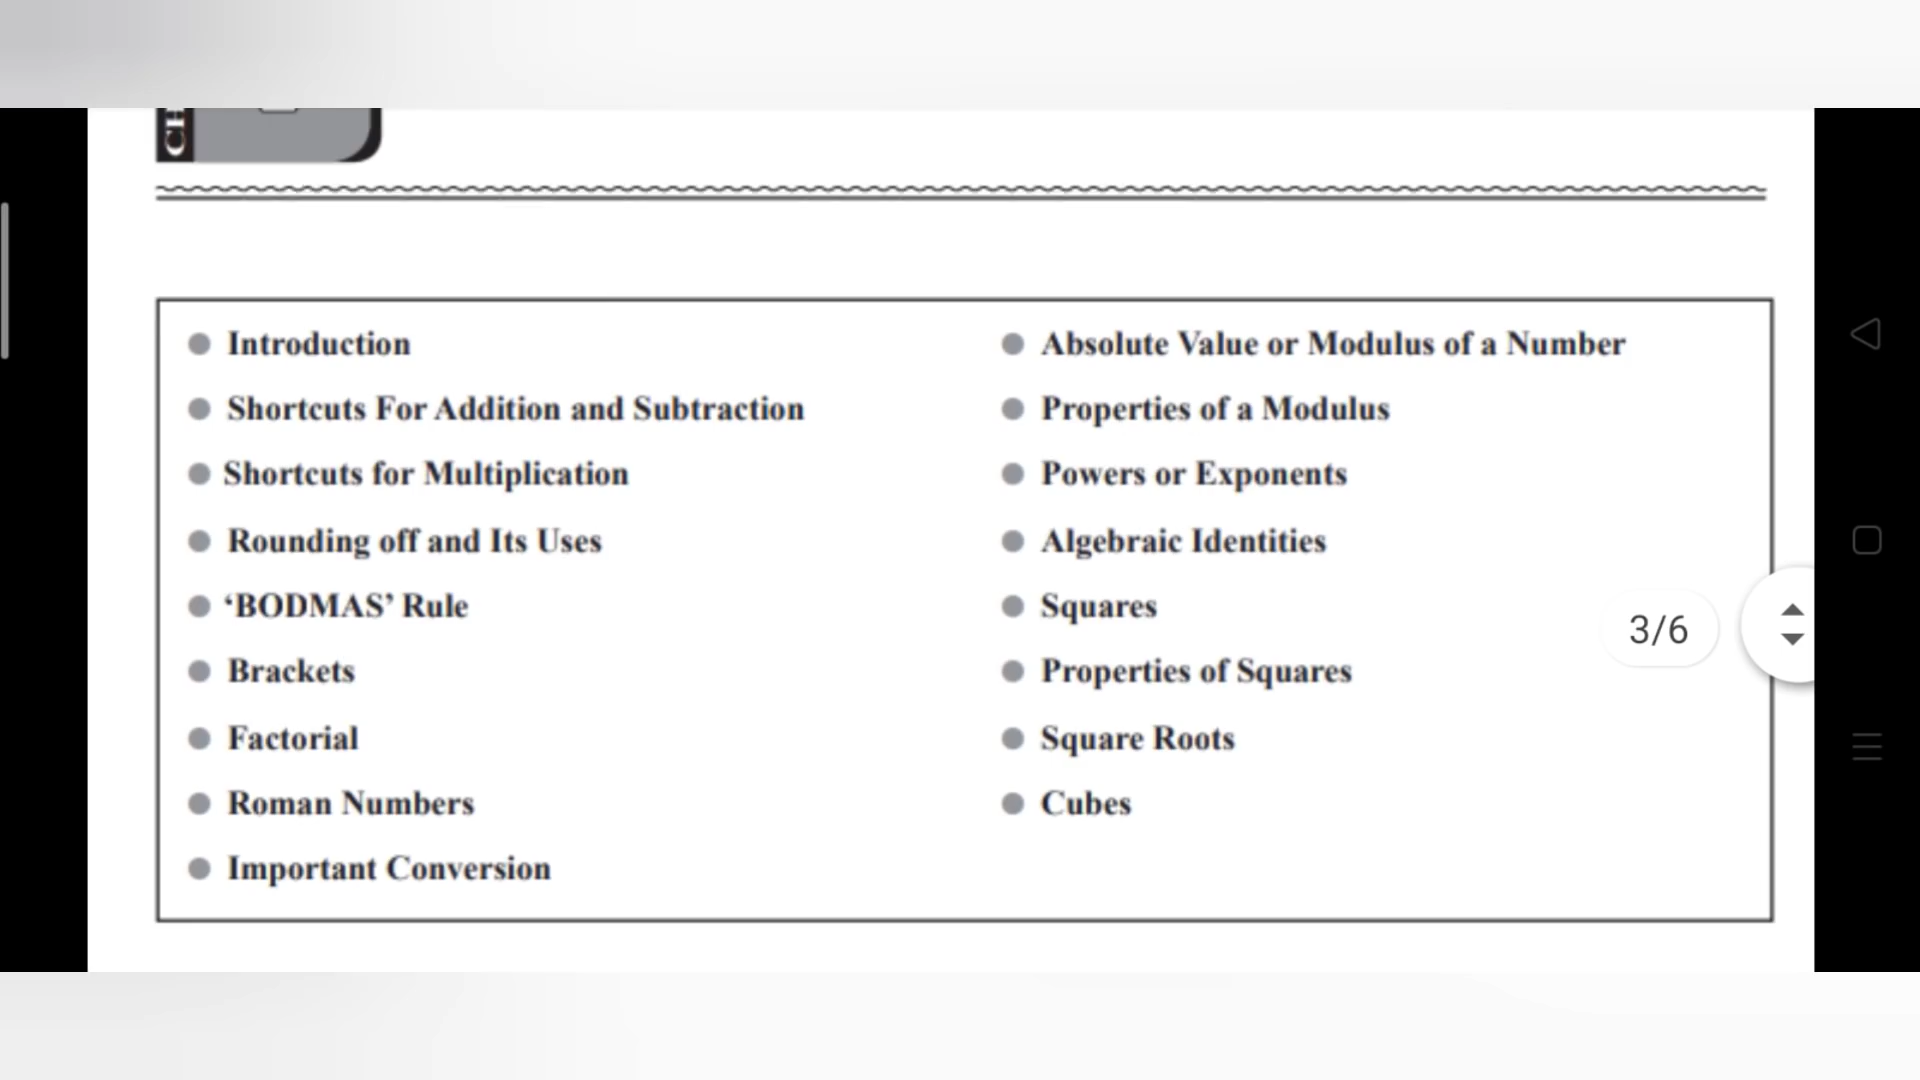 CH
● Introduction
● Shortcuts For Addition and Subtraction
● Shortcuts for Multiplication
● Rounding off and Its Uses
● ‘BODMAS’ Rule
● Brackets
● Factorial
● Roman Numbers
● Important Conversion
● Absolute Value or Modulus of a Number
● Properties of a Modulus
● Powers or Exponents
● Algebraic Identities
● Squares
● Properties of Squares
● Square Roots
● Cubes
3/6